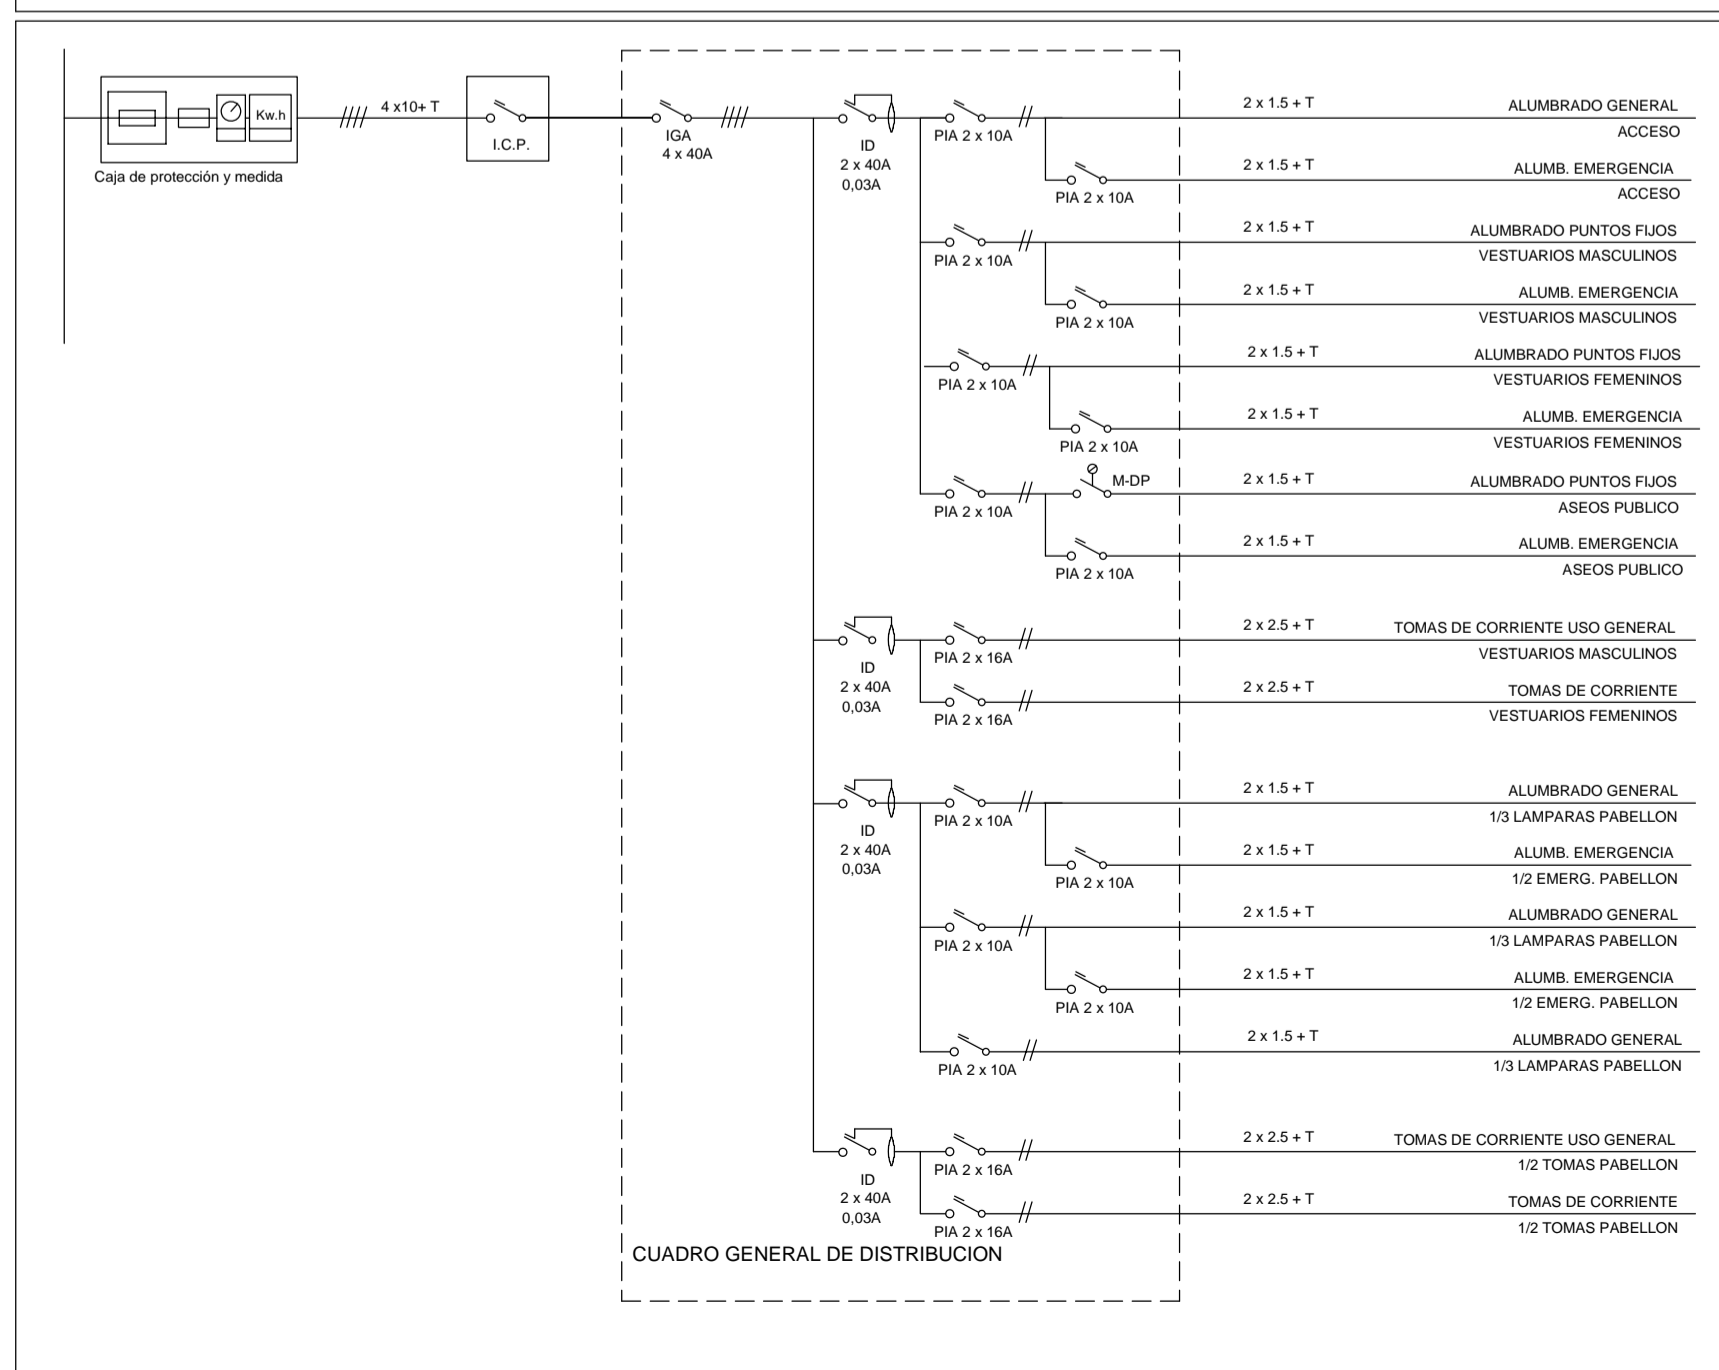 4 x10+ T
Kw.h
I.C.P.
Caja de protección y medida
IGA
4 x 40A
ID
2 x 40A
0,03A
PIA 2 x 10A
2 x 1.5 + T
ALUMBRADO GENERAL
ACCESO
PIA 2 x 10A
2 x 1.5 + T
ALUMB. EMERGENCIA
ACCESO
PIA 2 x 10A
2 x 1.5 + T
ALUMBRADO PUNTOS FIJOS
VESTUARIOS MASCULINOS
PIA 2 x 10A
2 x 1.5 + T
ALUMB. EMERGENCIA
VESTUARIOS MASCULINOS
PIA 2 x 10A
2 x 1.5 + T
ALUMBRADO PUNTOS FIJOS
VESTUARIOS FEMENINOS
PIA 2 x 10A
2 x 1.5 + T
ALUMB. EMERGENCIA
VESTUARIOS FEMENINOS
PIA 2 x 10A
M-DP
2 x 1.5 + T
ALUMBRADO PUNTOS FIJOS
ASEOS PUBLICO
PIA 2 x 10A
2 x 1.5 + T
ALUMB. EMERGENCIA
ASEOS PUBLICO
ID
2 x 40A
0,03A
PIA 2 x 16A
2 x 2.5 + T
TOMAS DE CORRIENTE USO GENERAL
VESTUARIOS MASCULINOS
PIA 2 x 16A
2 x 2.5 + T
TOMAS DE CORRIENTE
VESTUARIOS FEMENINOS
ID
2 x 40A
0,03A
PIA 2 x 10A
2 x 1.5 + T
ALUMBRADO GENERAL
1/3 LAMPARAS PABELLON
PIA 2 x 10A
2 x 1.5 + T
ALUMB. EMERGENCIA
1/2 EMERG. PABELLON
PIA 2 x 10A
2 x 1.5 + T
ALUMBRADO GENERAL
1/3 LAMPARAS PABELLON
PIA 2 x 10A
2 x 1.5 + T
ALUMB. EMERGENCIA
1/2 EMERG. PABELLON
PIA 2 x 10A
2 x 1.5 + T
ALUMBRADO GENERAL
1/3 LAMPARAS PABELLON
ID
2 x 40A
0,03A
PIA 2 x 16A
2 x 2.5 + T
TOMAS DE CORRIENTE USO GENERAL
1/2 TOMAS PABELLON
PIA 2 x 16A
2 x 2.5 + T
TOMAS DE CORRIENTE
1/2 TOMAS PABELLON
CUADRO GENERAL DE DISTRIBUCION